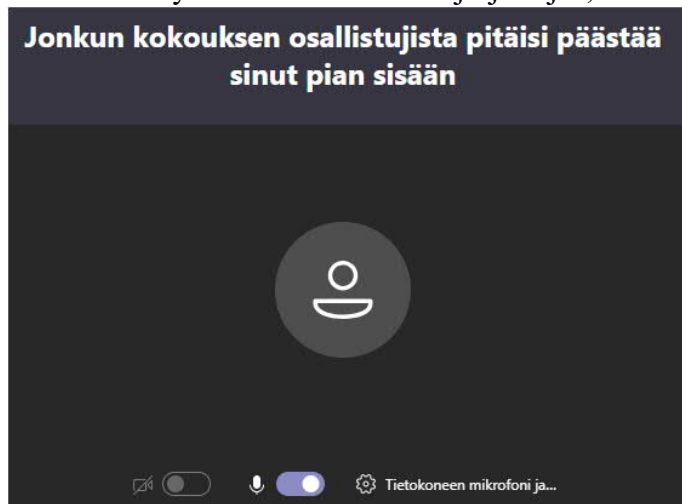 Jonkun kokouksen osallistujista pitäisi päästää
sinut pian sisään
Tietokoneen mikrofoni ja...